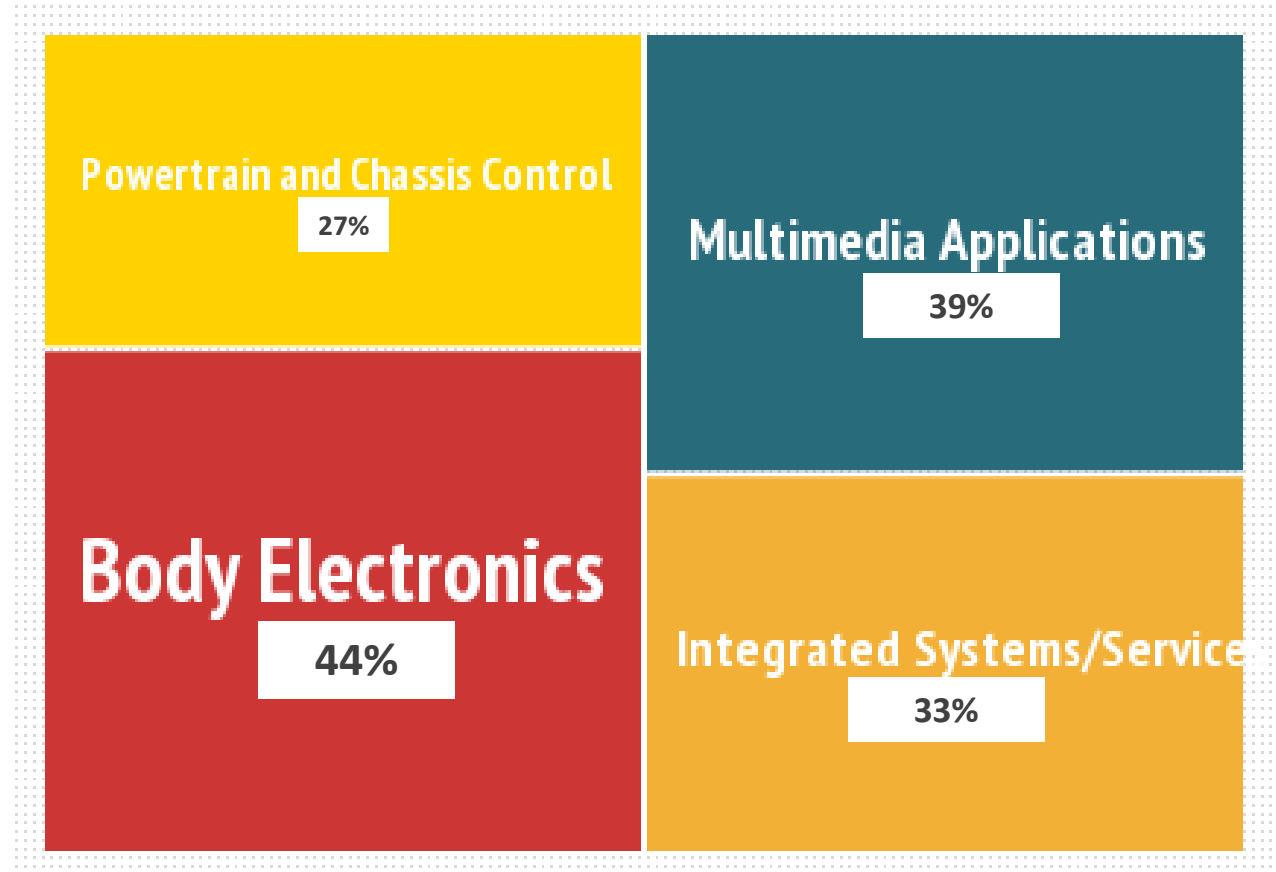 Powertrain and Chassis Control
27%
Multimedia Applications
39%
Body Electronics
44%
Integrated Systems/Service
33%